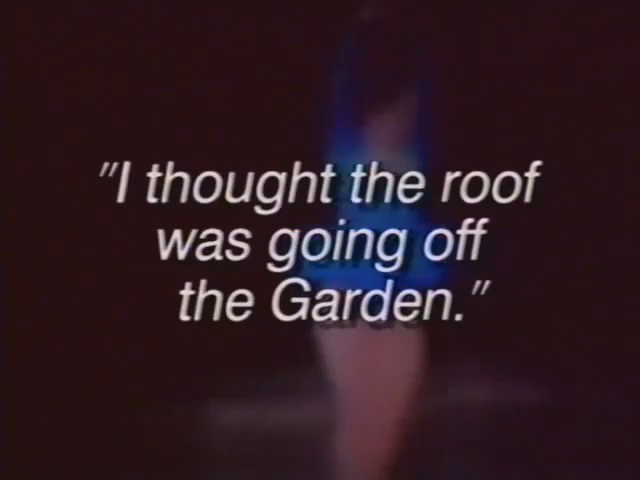 "I thought the roof
was going off
the Garden."